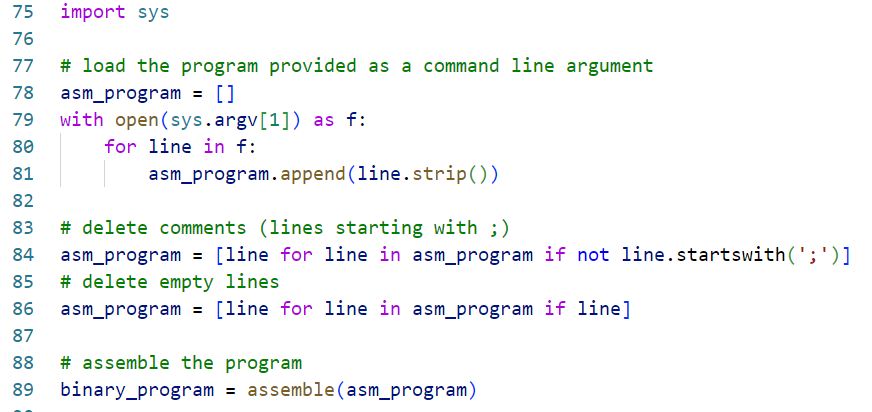 75 import sys
76
77 # load the program provided as a command line argument
78 asm_program = []
79 with open(sys.argv[1]) as f:
80     for line in f:
81         asm_program.append(line.strip())
82
83 # delete comments (lines starting with ;)
84 asm_program = [line for line in asm_program if not line.startswith(';')]
85 # delete empty lines
86 asm_program = [line for line in asm_program if line]
87
88 # assemble the program
89 binary_program = assemble(asm_program)